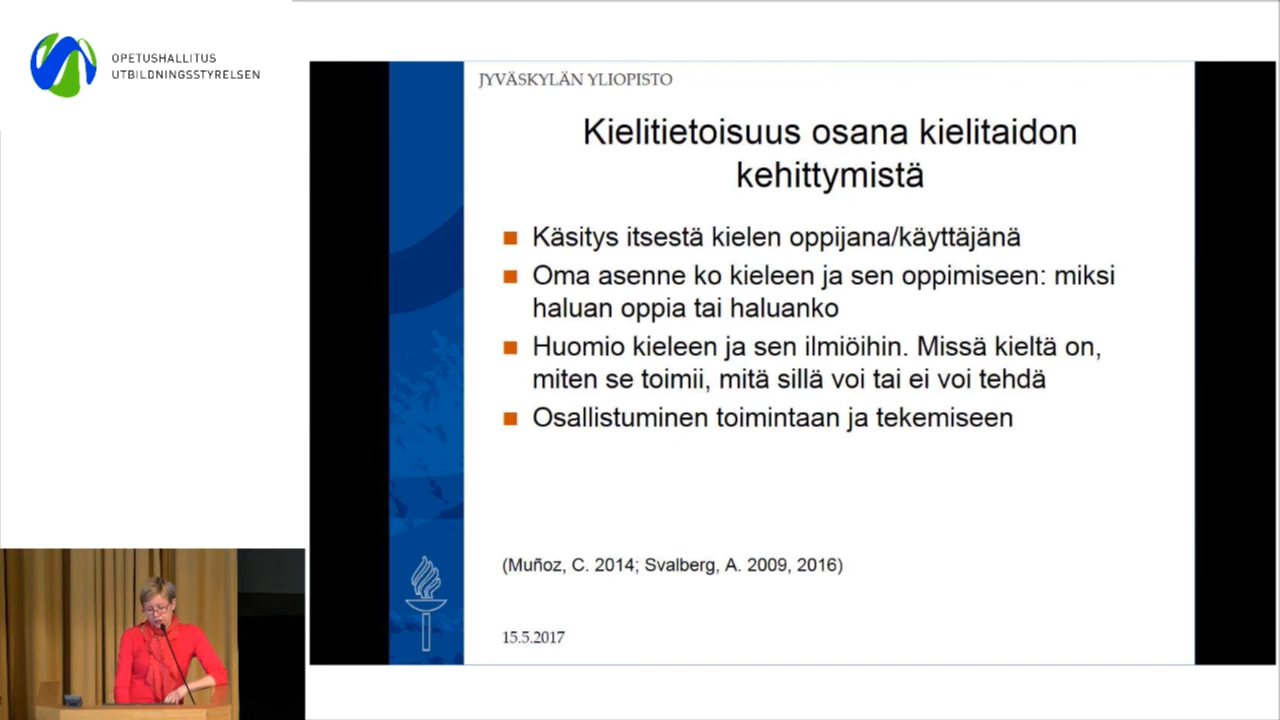 OPETUSHALLITUS
UTBILDNINGSSTYRELSEN
JYVÄSKYLÄN YLIOPISTO
Kielitietoisuus osana kielitaidon
kehittymistä
Käsitys itsestä kielen oppijana/käyttäjänä
Oma asenne ko kieleen ja sen oppimiseen: miksi
haluan oppia tai haluanko
Huomio kieleen ja sen ilmiöihin. Missä kieltä on,
miten se toimii, mitä sillä voi tai ei voi tehdä
Osallistuminen toimintaan ja tekemiseen
(Muñoz, C. 2014; Svalberg, A. 2009, 2016)
15.5.2017